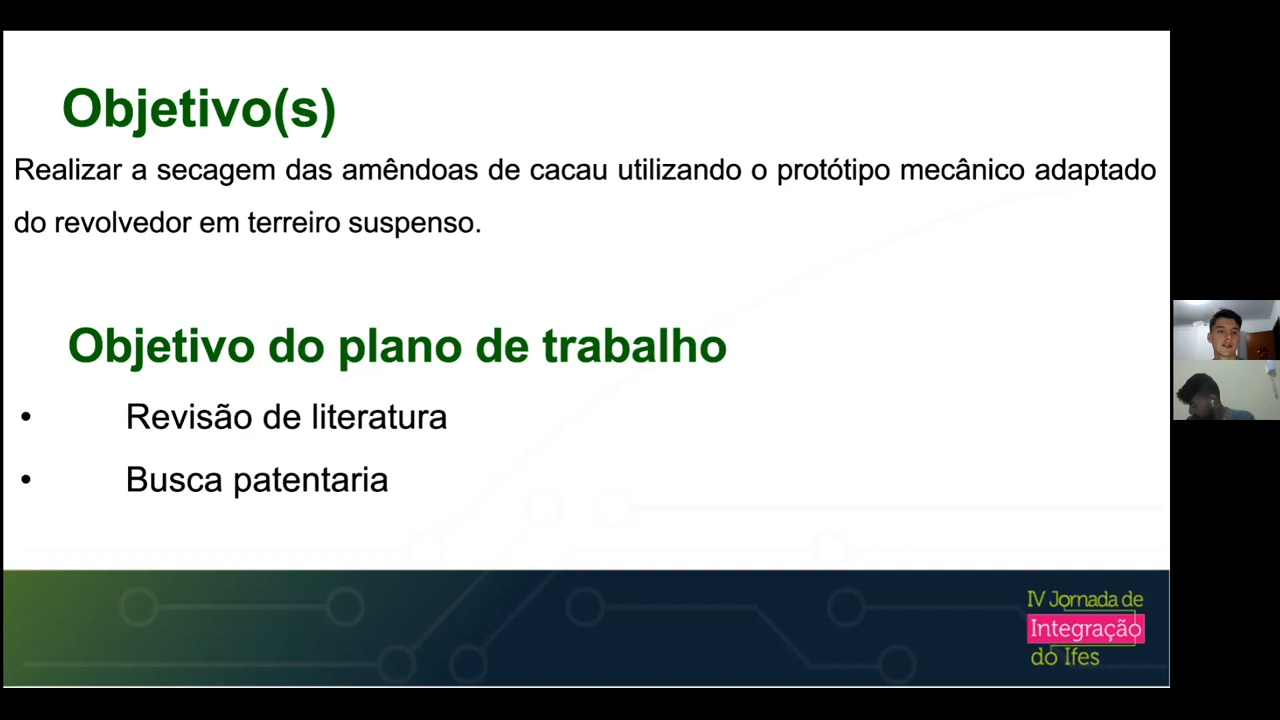 Objetivo(s)
Realizar a secagem das amêndoas de cacau utilizando o protótipo mecânico adaptado
do revolvedor em terreiro suspenso.
Objetivo do plano de trabalho
• Revisão de literatura
• Busca patentaria
IV Jornada de
Integração
do Ifes